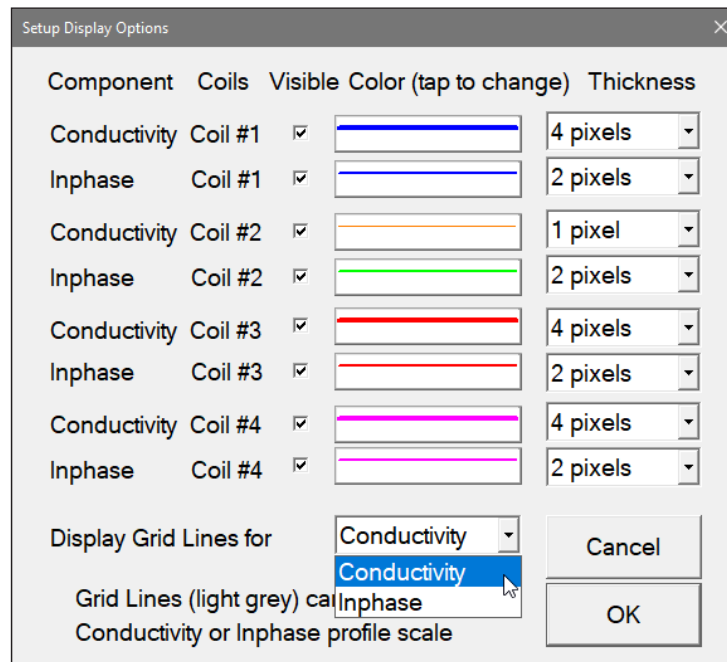 Setup Display Options
Component Coils Visible Color (tap to change) Thickness
Conductivity Coil #1 4 pixels
Inphase Coil #1 2 pixels
Conductivity Coil #2 1 pixel
Inphase Coil #2 2 pixels
Conductivity Coil #3 4 pixels
Inphase Coil #3 2 pixels
Conductivity Coil #4 4 pixels
Inphase Coil #4 2 pixels
Display Grid Lines for Conductivity Cancel
Conductivity
Grid Lines (light grey) Inphase OK
Conductivity or Inphase profile scale